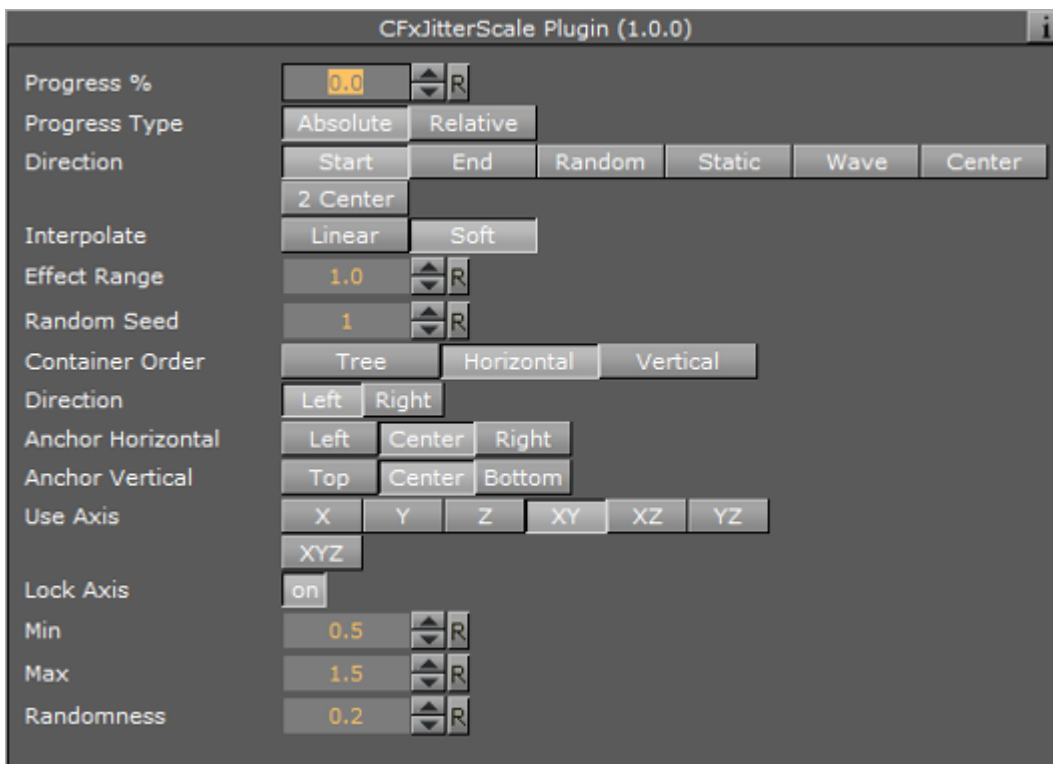 CFxJitterScale Plugin (1.0.0) i
Progress % 0.0 R
Progress Type Absolute Relative
Direction Start End Random Static Wave Center
2 Center
Interpolate Linear Soft
Effect Range 1.0 R
Random Seed 1 R
Container Order Tree Horizontal Vertical
Direction Left Right
Anchor Horizontal Left Center Right
Anchor Vertical Top Center Bottom
Use Axis X Y Z XY XZ YZ
XYZ
Lock Axis on
Min 0.5 R
Max 1.5 R
Randomness 0.2 R